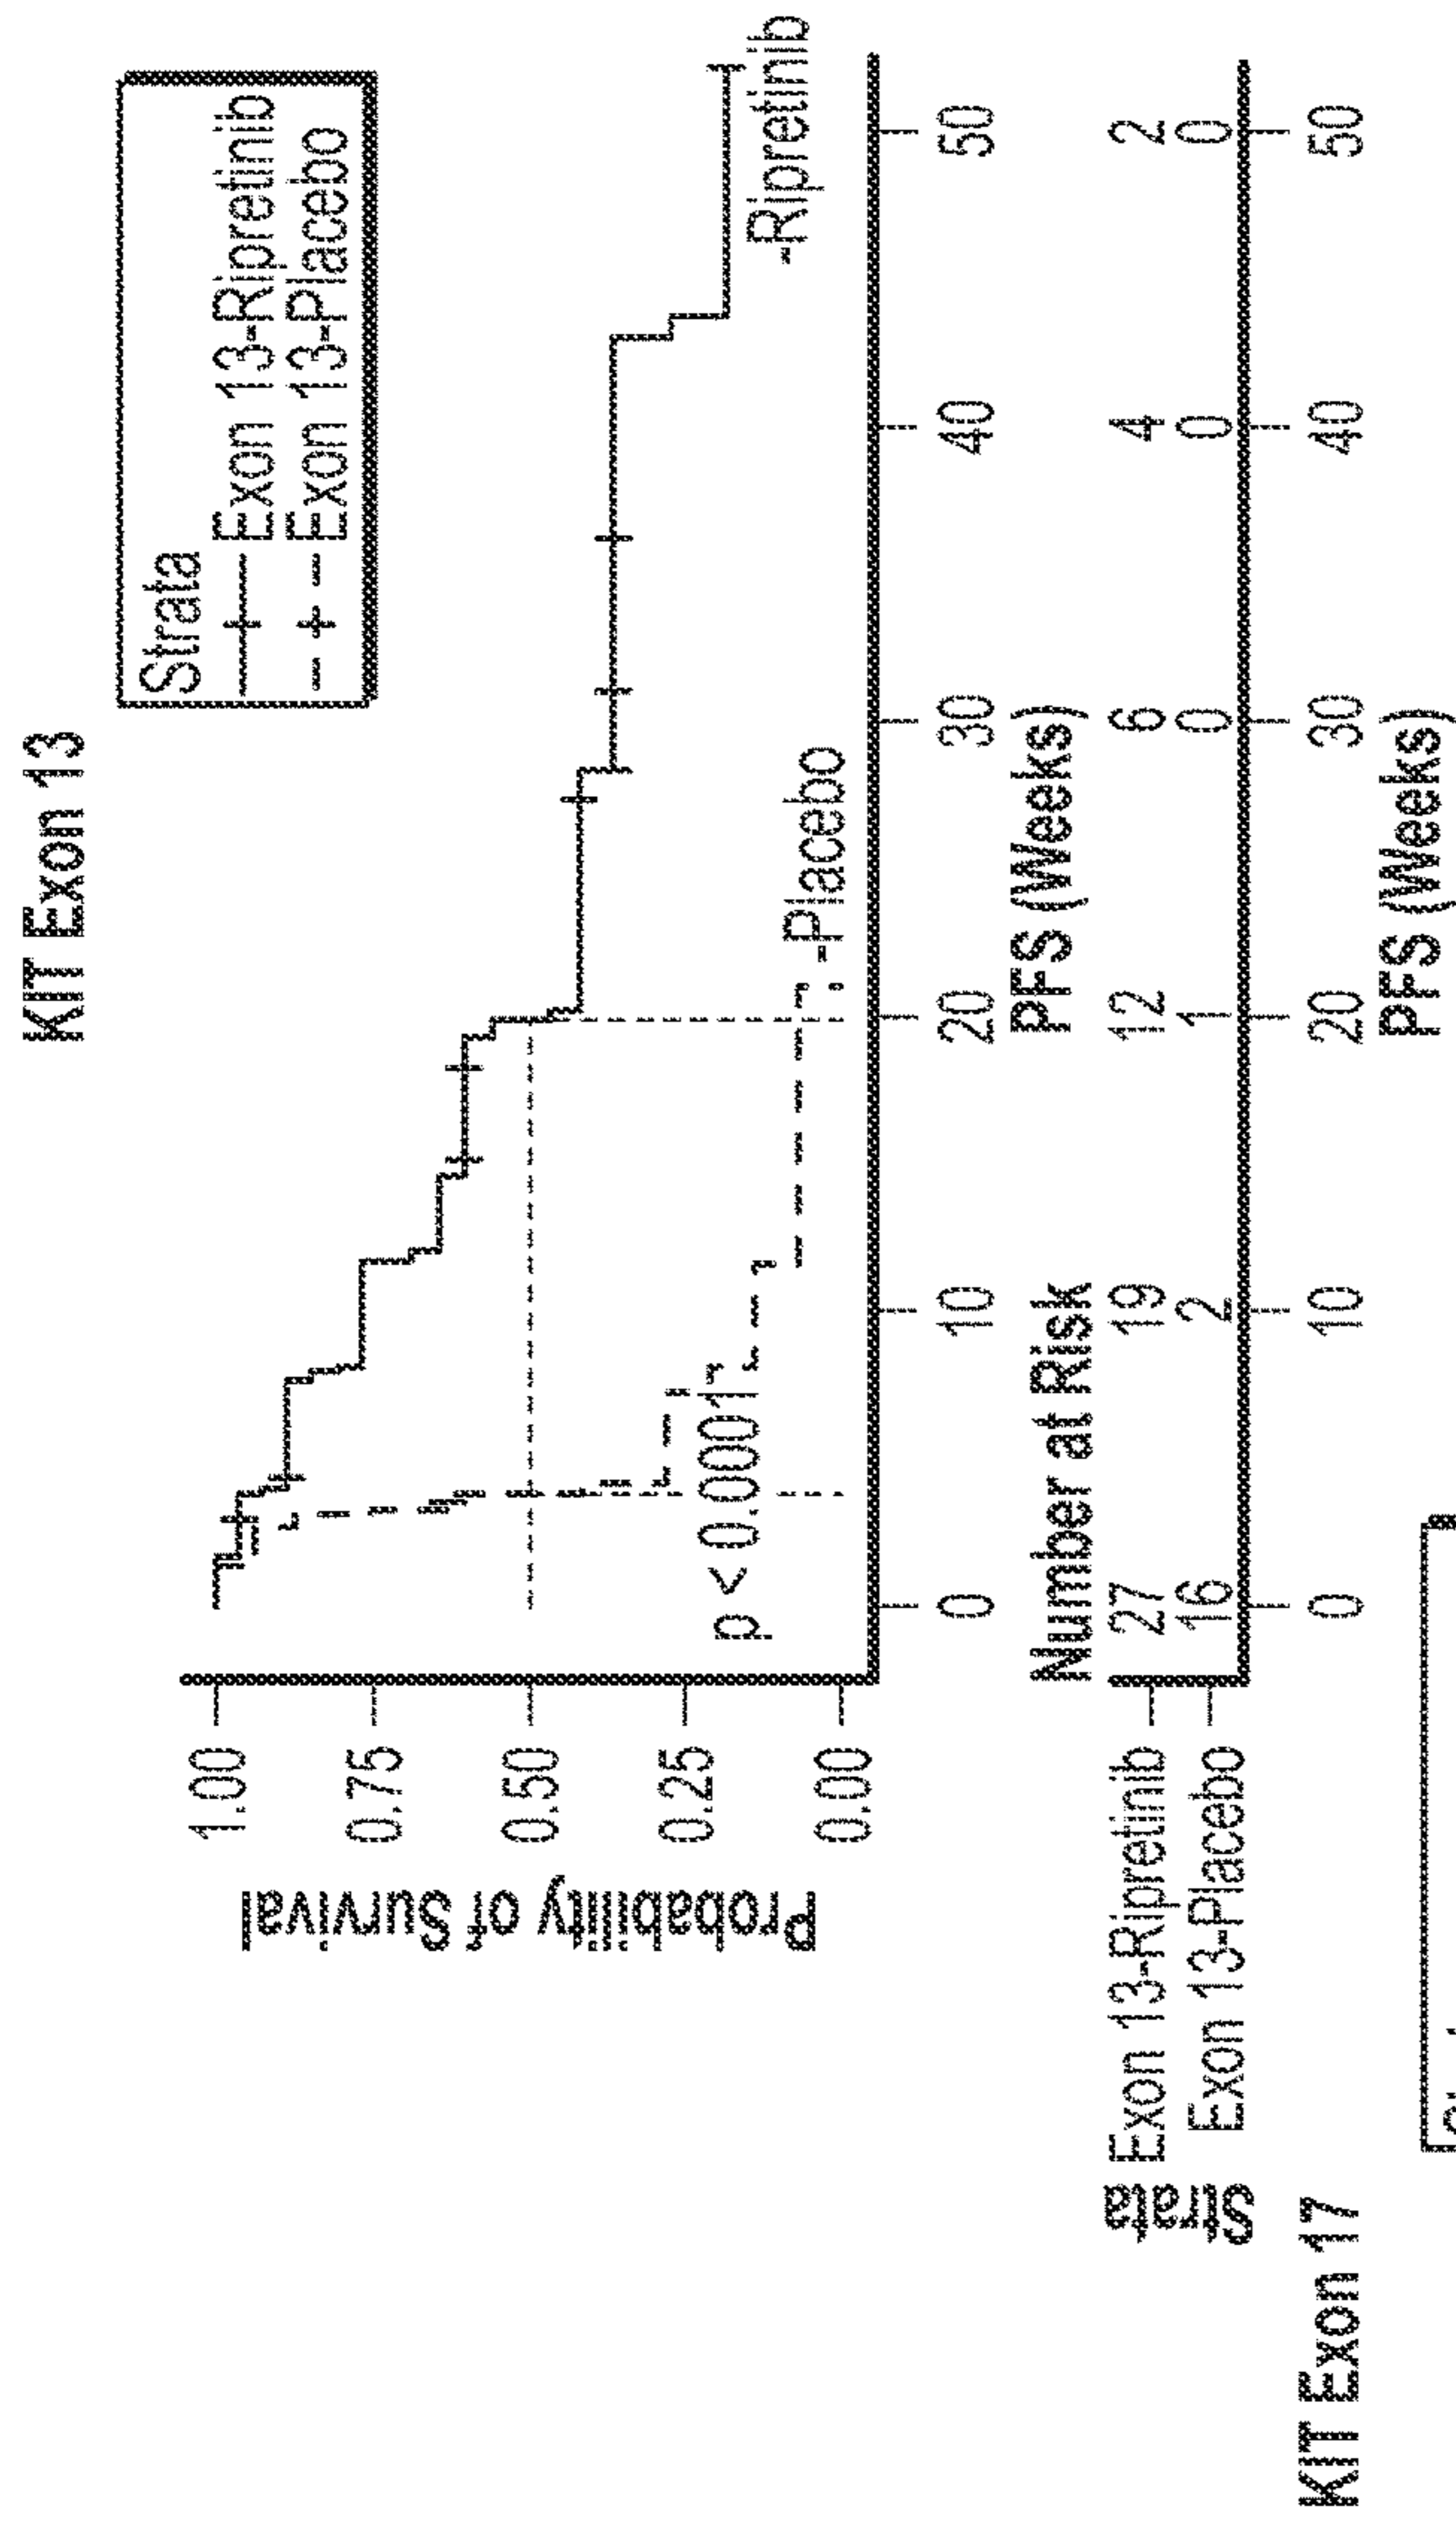 KIT Exon 13
Strata
Exon 13-Ripretinib
Exon 13-Placebo
Probability of Survival
1.00
0.75
0.50
0.25
0.00
p < 0.0001
-Placebo
-Ripretinib
0 10 20 30 40 50
PFS (Weeks)
Number at Risk
Strata
Exon 13-Ripretinib 27 19 12 6 4 2
Exon 13-Placebo 16 2 1 0 0 0
0 10 20 30 40 50
PFS (Weeks)
KIT Exon 17